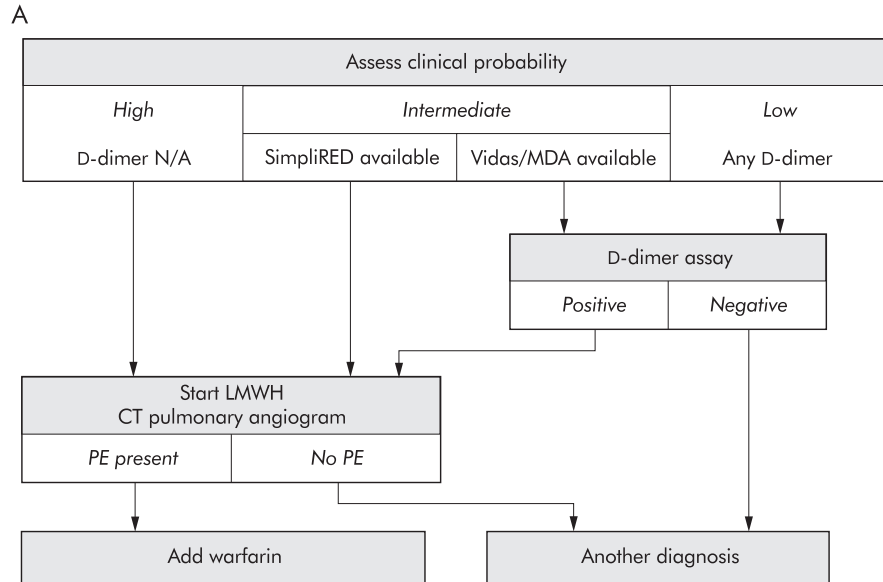 A
Assess clinical probability
High
Intermediate
Low
D-dimer N/A
SimpliRED available
Vidas/MDA available
Any D-dimer
D-dimer assay
Positive
Negative
Start LMWH
CT pulmonary angiogram
PE present
No PE
Add warfarin
Another diagnosis